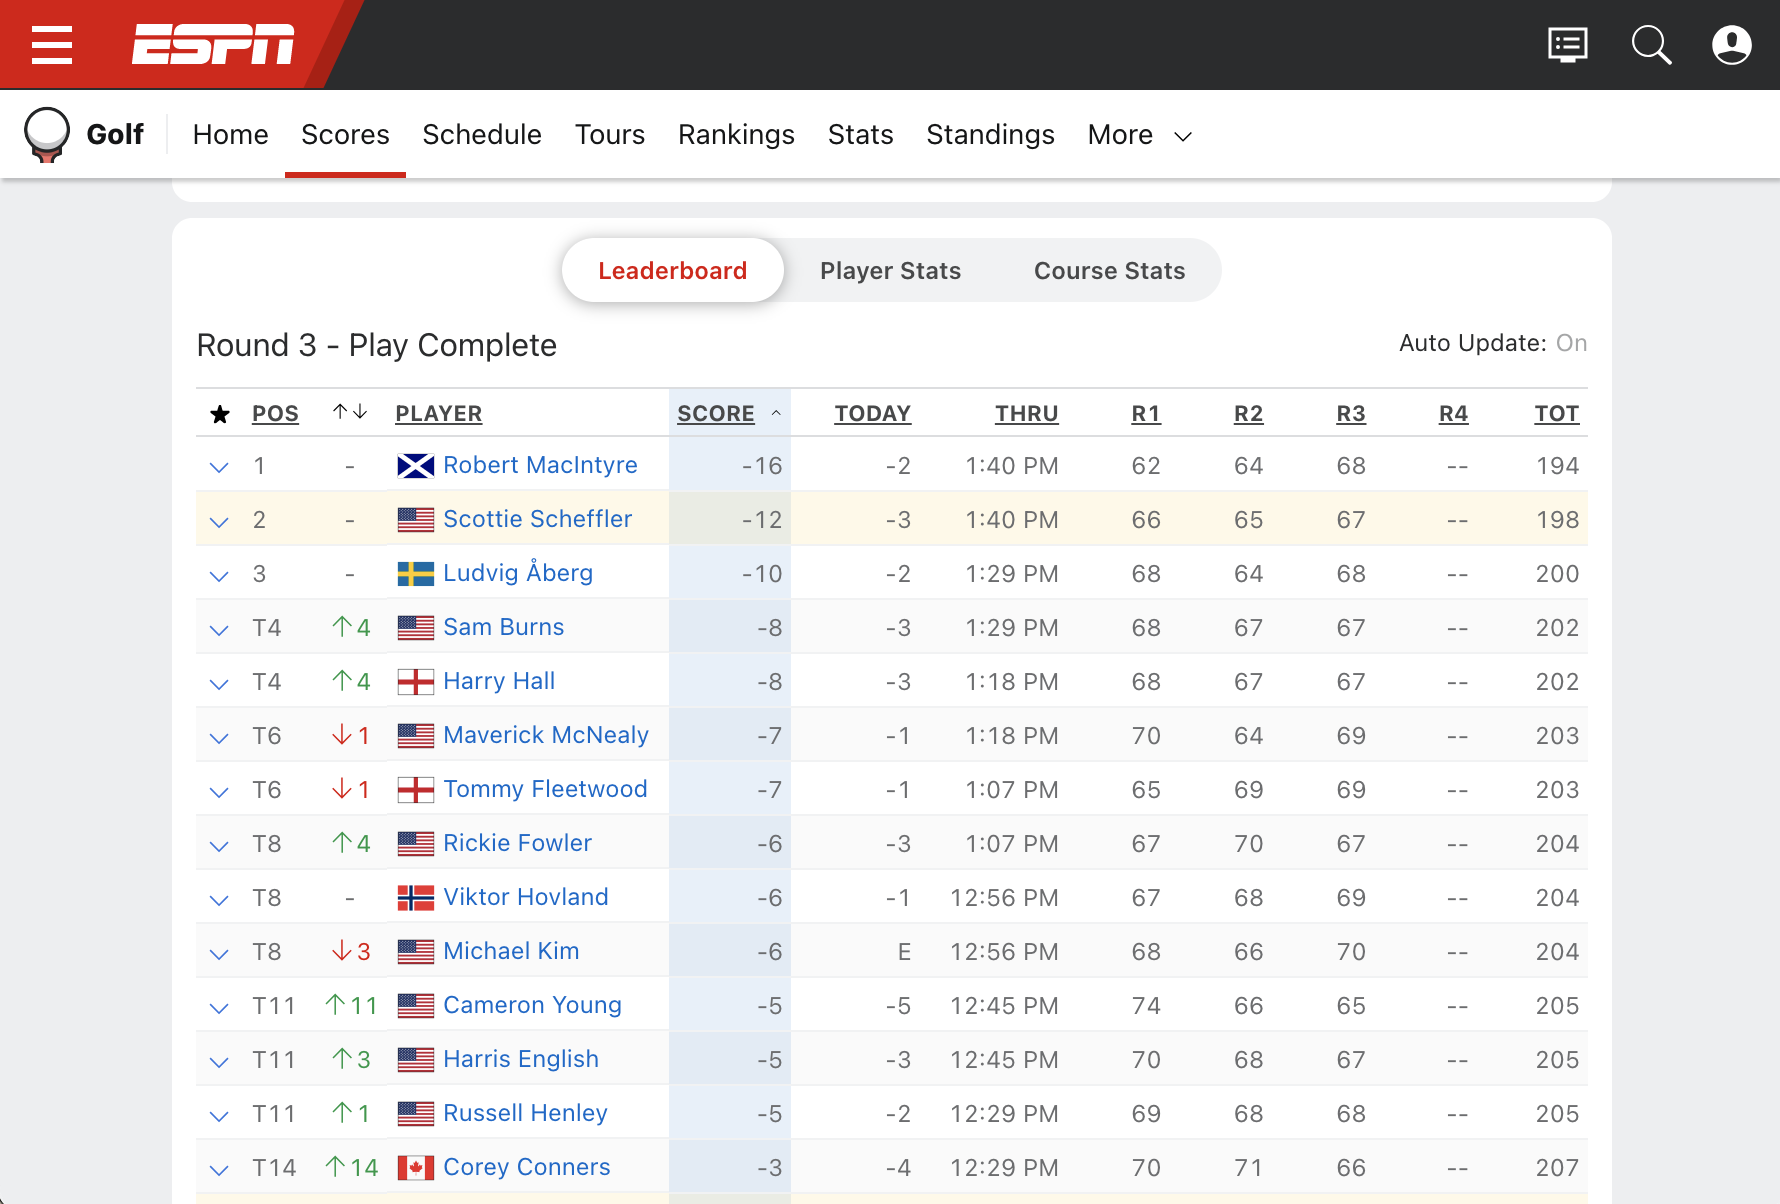 ESPN
Golf Home Scores Schedule Tours Rankings Stats Standings More
Leaderboard Player Stats Course Stats
Round 3 - Play Complete Auto Update: On
POS PLAYER SCORE TODAY THRU R1 R2 R3 R4 TOT
1 - Robert MacIntyre -16 -2 1:40 PM 62 64 68 -- 194
2 - Scottie Scheffler -12 -3 1:40 PM 66 65 67 -- 198
3 - Ludvig Åberg -10 -2 1:29 PM 68 64 68 -- 200
T4 ↑4 Sam Burns -8 -3 1:29 PM 68 67 67 -- 202
T4 ↑4 Harry Hall -8 -3 1:18 PM 68 67 67 -- 202
T6 ↓1 Maverick McNealy -7 -1 1:18 PM 70 64 69 -- 203
T6 ↓1 Tommy Fleetwood -7 -1 1:07 PM 65 69 69 -- 203
T8 ↑4 Rickie Fowler -6 -3 1:07 PM 67 70 67 -- 204
T8 - Viktor Hovland -6 -1 12:56 PM 67 68 69 -- 204
T8 ↓3 Michael Kim -6 E 12:56 PM 68 66 70 -- 204
T11 ↑11 Cameron Young -5 -5 12:45 PM 74 66 65 -- 205
T11 ↑3 Harris English -5 -3 12:45 PM 70 68 67 -- 205
T11 ↑1 Russell Henley -5 -2 12:29 PM 69 68 68 -- 205
T14 ↑14 Corey Conners -3 -4 12:29 PM 70 71 66 -- 207